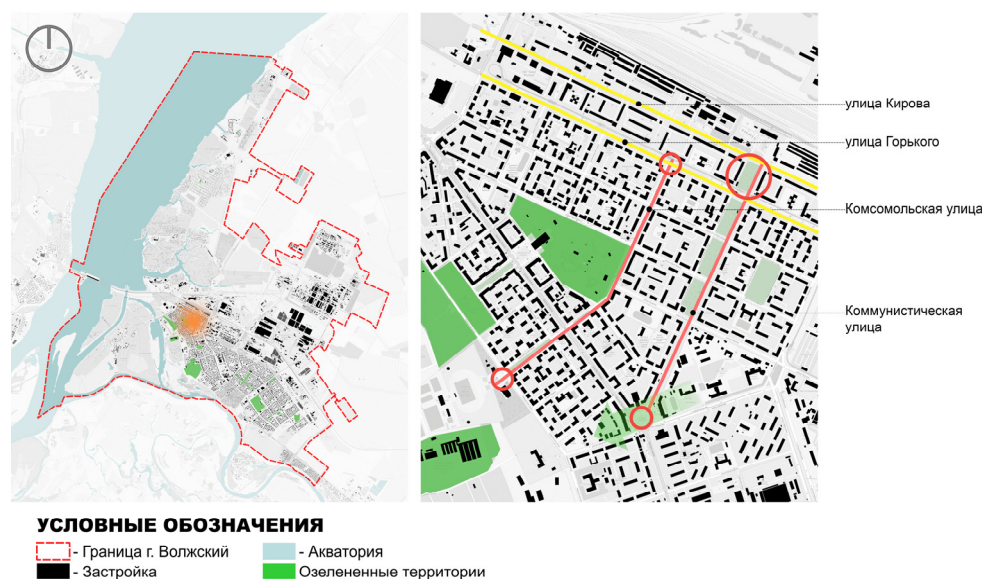 улица Кирова
улица Горького
Комсомольская улица
Коммунистическая
улица
УСЛОВНЫЕ ОБОЗНАЧЕНИЯ
- Граница г. Волжский
- Акватория
- Застройка
Озелененные территории